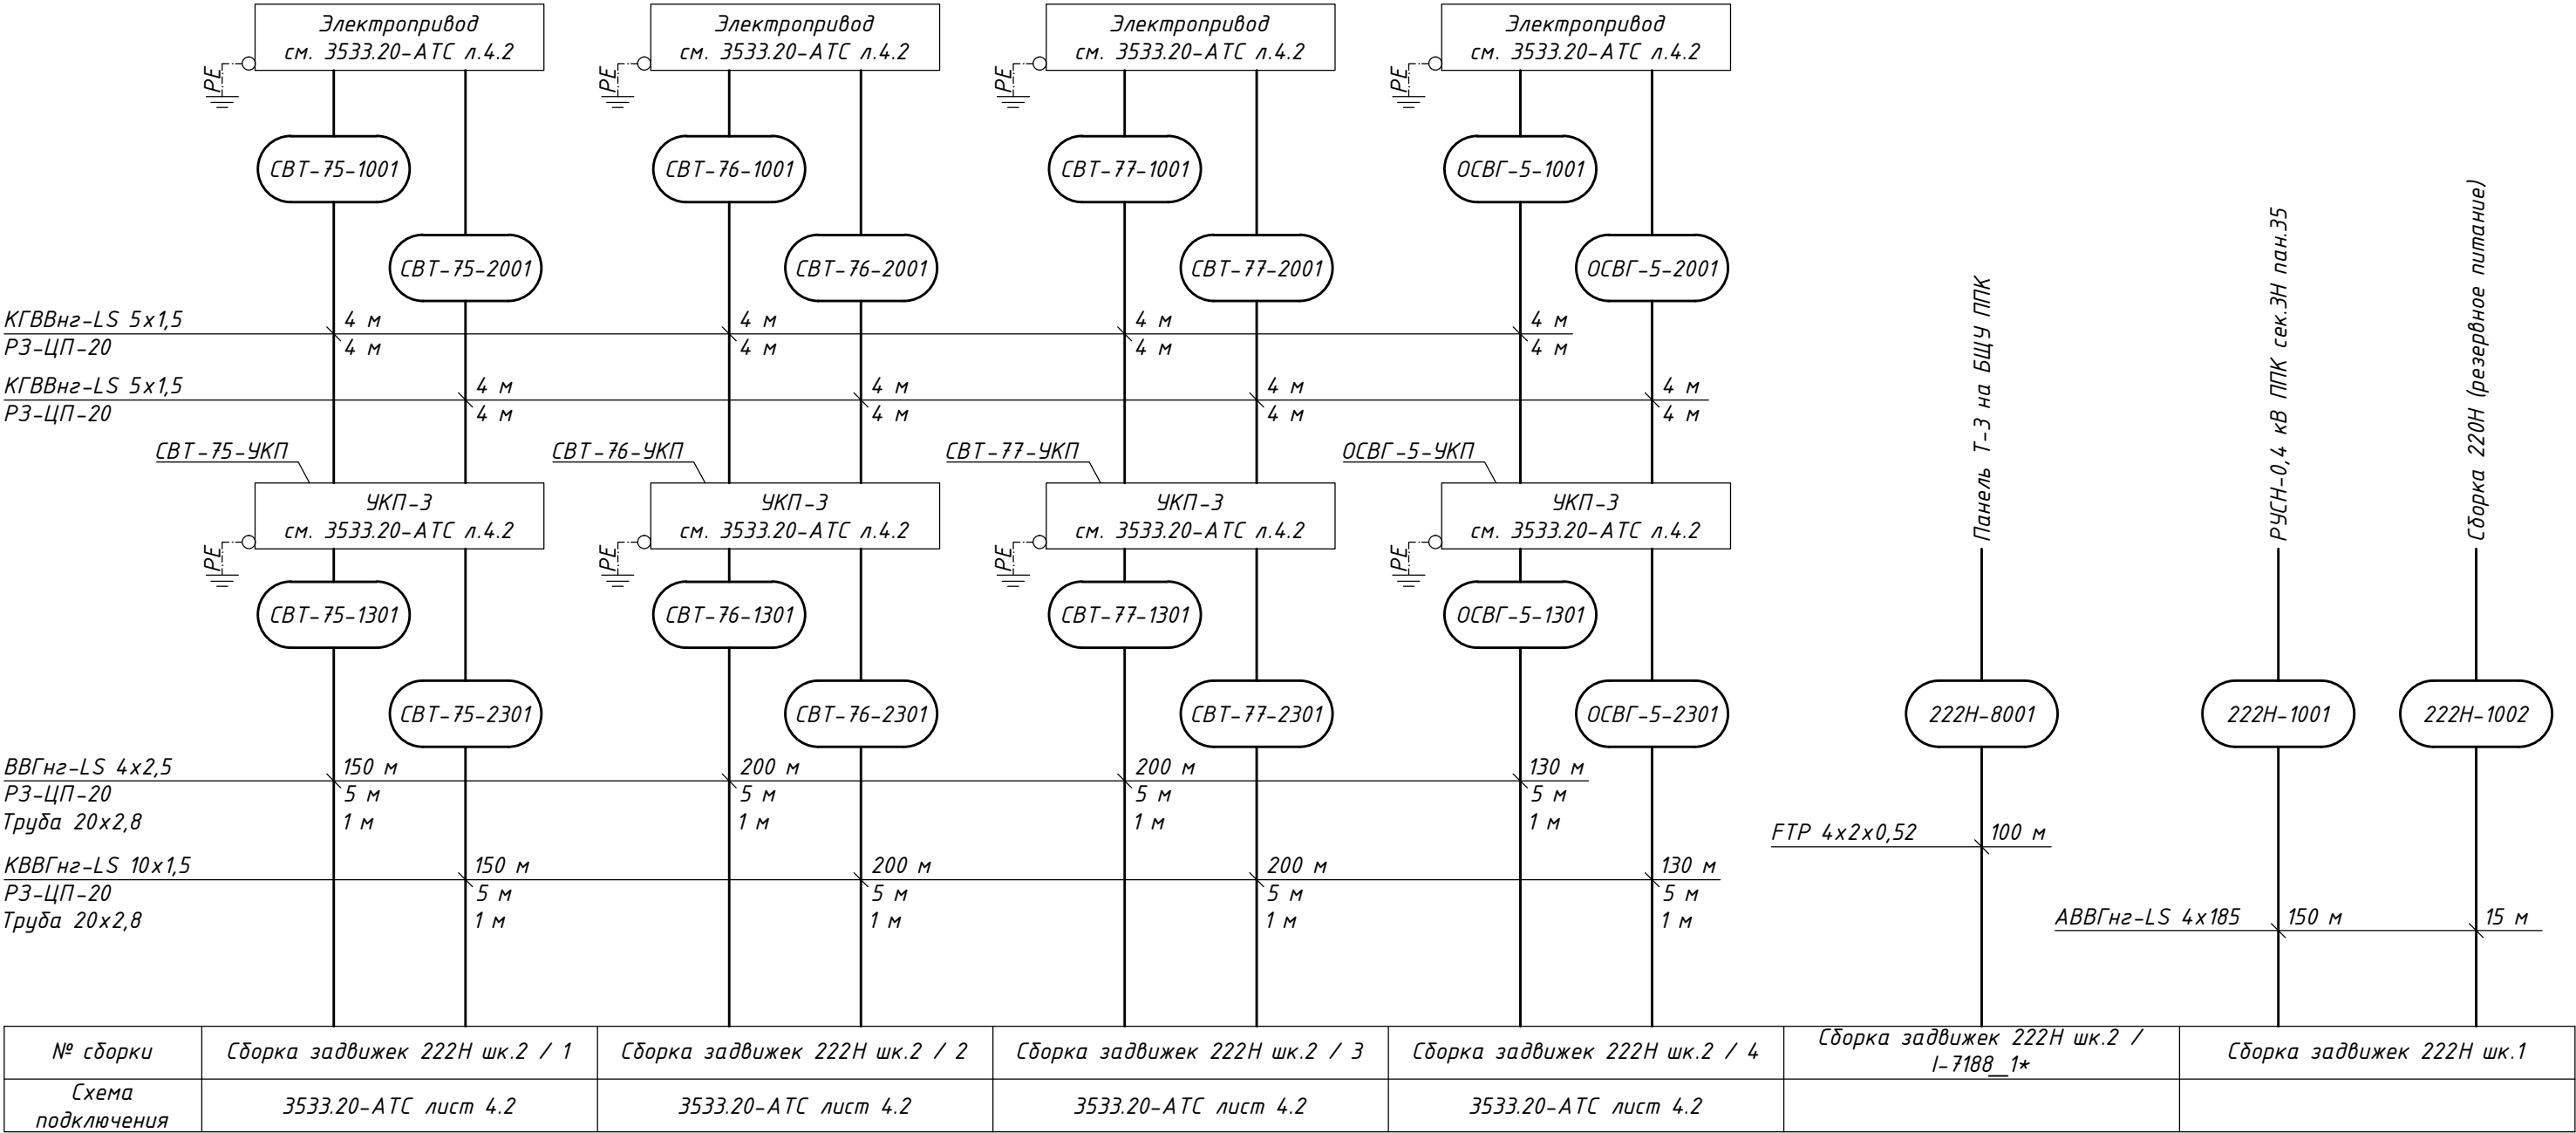 Электропривод
см. 3533.20-АТС л.4.2
Электропривод
см. 3533.20-АТС л.4.2
Электропривод
см. 3533.20-АТС л.4.2
Электропривод
см. 3533.20-АТС л.4.2
PE
PE
PE
PE
СВТ-75-1001
СВТ-76-1001
СВТ-77-1001
ОСВГ-5-1001
СВТ-75-2001
СВТ-76-2001
СВТ-77-2001
ОСВГ-5-2001
КГВВнг-LS 5х1,5 4 м 4 м 4 м 4 м
РЗ-ЦП-20 4 м 4 м 4 м 4 м
КГВВнг-LS 5х1,5 4 м 4 м 4 м 4 м
РЗ-ЦП-20 4 м 4 м 4 м 4 м
СВТ-75-УКП
СВТ-76-УКП
СВТ-77-УКП
ОСВГ-5-УКП
УКП-3
см. 3533.20-АТС л.4.2
УКП-3
см. 3533.20-АТС л.4.2
УКП-3
см. 3533.20-АТС л.4.2
УКП-3
см. 3533.20-АТС л.4.2
PE
PE
PE
PE
Панель Т-3 на БЩУ ППК
РУСН-0,4 кВ ППК сек.3Н пан.35
Сборка 220Н (резервное питание)
СВТ-75-1301
СВТ-76-1301
СВТ-77-1301
ОСВГ-5-1301
СВТ-75-2301
СВТ-76-2301
СВТ-77-2301
ОСВГ-5-2301
222Н-8001
222Н-1001
222Н-1002
ВВГнг-LS 4х2,5 150 м 200 м 200 м 130 м
РЗ-ЦП-20 5 м 5 м 5 м 5 м
Труба 20х2,8 1 м 1 м 1 м 1 м
FTP 4х2х0,52 100 м
КВВГнг-LS 10х1,5 150 м 200 м 200 м 130 м
РЗ-ЦП-20 5 м 5 м 5 м 5 м
Труба 20х2,8 1 м 1 м 1 м 1 м
АВВГнг-LS 4х185 150 м 15 м
№ сборки
Сборка задвижек 222Н шк.2 / 1
Сборка задвижек 222Н шк.2 / 2
Сборка задвижек 222Н шк.2 / 3
Сборка задвижек 222Н шк.2 / 4
Сборка задвижек 222Н шк.2 /
I-7188_1*
Сборка задвижек 222Н шк.1
Схема
подключения
3533.20-АТС лист 4.2
3533.20-АТС лист 4.2
3533.20-АТС лист 4.2
3533.20-АТС лист 4.2